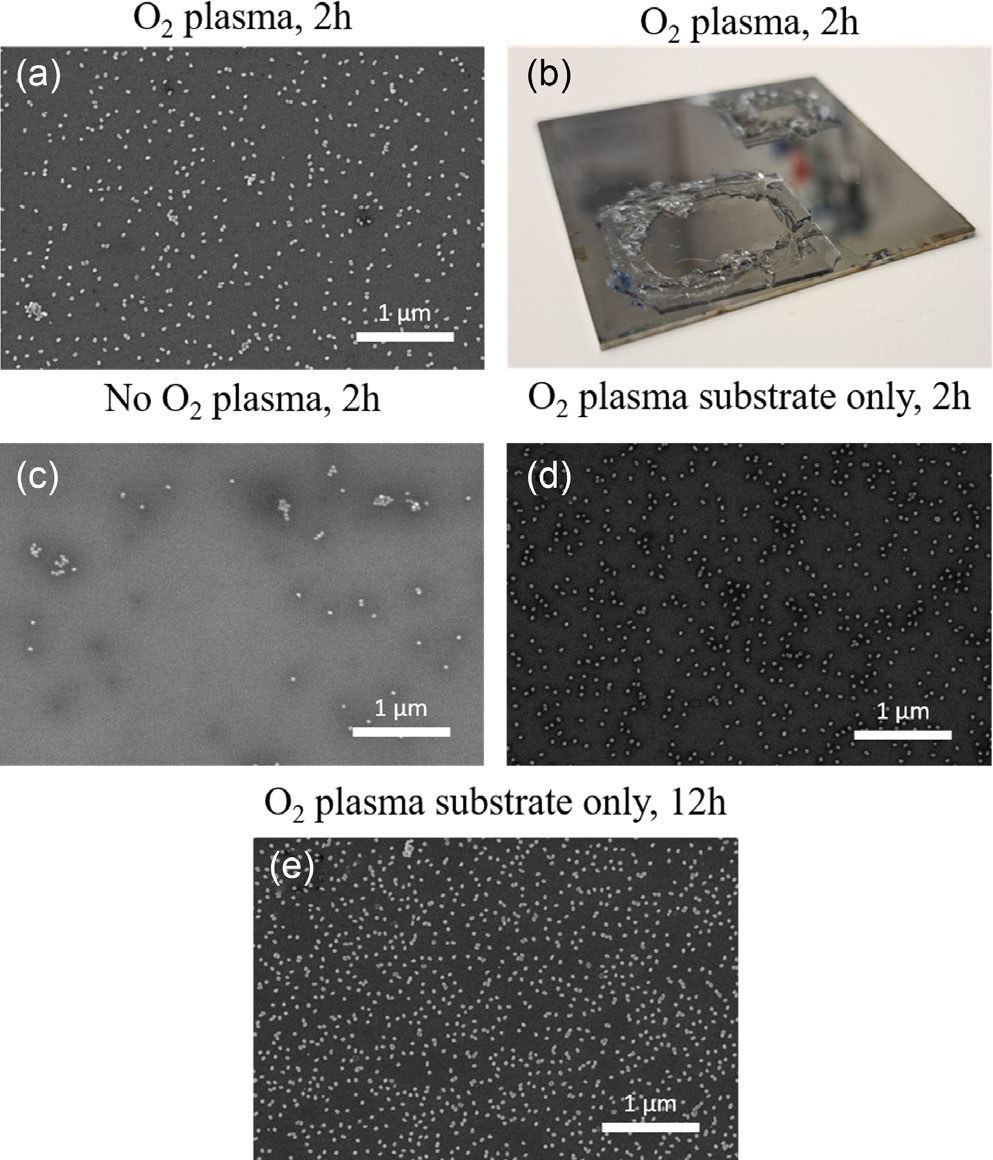 O₂ plasma, 2h
O₂ plasma, 2h
(a)
(b)
1 µm
No O₂ plasma, 2h
O₂ plasma substrate only, 2h
(c)
(d)
1 µm
1 µm
O₂ plasma substrate only, 12h
(e)
1 µm